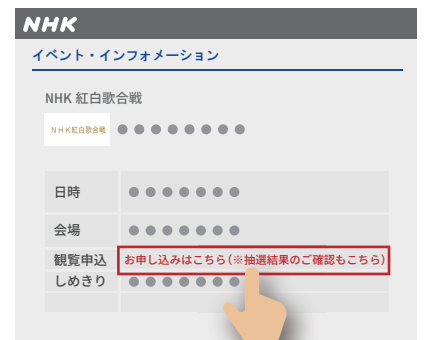 NHK
イベント・インフォメーション
NHK 紅白歌合戦
NHK紅白歌合戦 ●●●●●●●●
日時 ●●●●●●●
会場 ●●●●●●●
観覧申込 お申し込みはこちら(※抽選結果のご確認もこちら)
しめきり ●●●●●●●